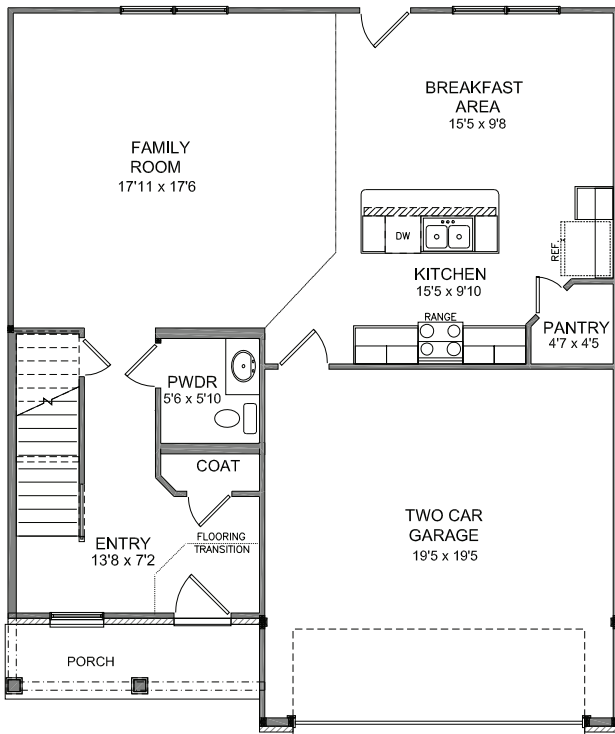 BREAKFAST
AREA
15'5 x 9'8
FAMILY
ROOM
17'11 x 17'6
DW
REF.
KITCHEN
15'5 x 9'10
RANGE
PANTRY
4'7 x 4'5
PWDR
5'6 x 5'10
COAT
TWO CAR
GARAGE
19'5 x 19'5
ENTRY
13'8 x 7'2
FLOORING
TRANSITION
PORCH